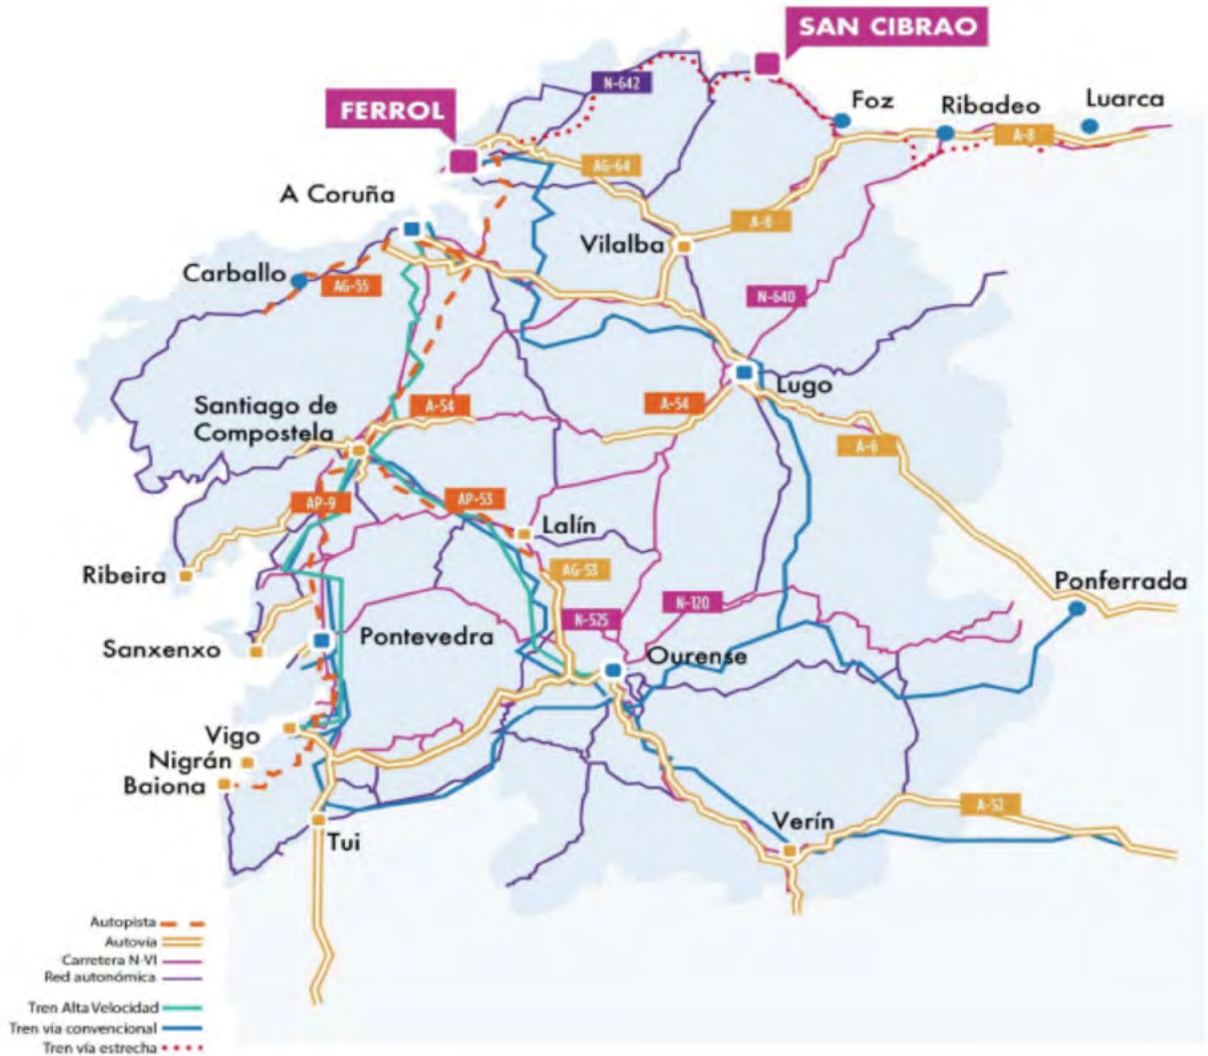 SAN CIBRAO
N-642
FERROL
Foz
Ribadeo
Luarca
A-8
AG-64
A Coruña
A-8
Vilalba
Carballo
AG-55
N-640
Lugo
A-54
A-54
Santiago de
Compostela
A-6
AP-9
AP-53
Lalín
Ribeira
AG-53
Ponferrada
N-120
N-525
Pontevedra
Sanxenxo
Ourense
Vigo
Nigrán
Baiona
A-52
Verín
Tui
Autopista
Autovía
Carretera N-VI
Red autonómica
Tren Alta Velocidad
Tren vía convencional
Tren vía estrecha